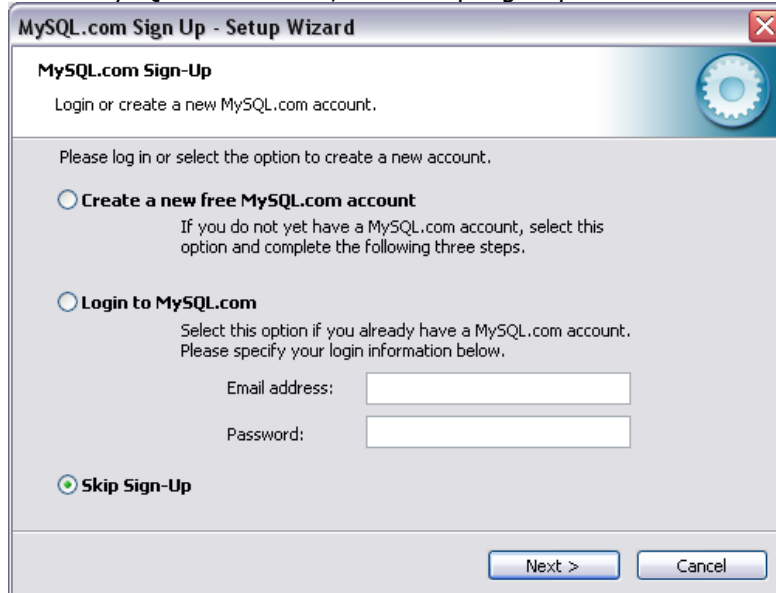 MySQL.com Sign Up - Setup Wizard
MySQL.com Sign-Up
Login or create a new MySQL.com account.
Please log in or select the option to create a new account.
Create a new free MySQL.com account
If you do not yet have a MySQL.com account, select this
option and complete the following three steps.
Login to MySQL.com
Select this option if you already have a MySQL.com account.
Please specify your login information below.
Email address:
Password:
Skip Sign-Up
Next > Cancel